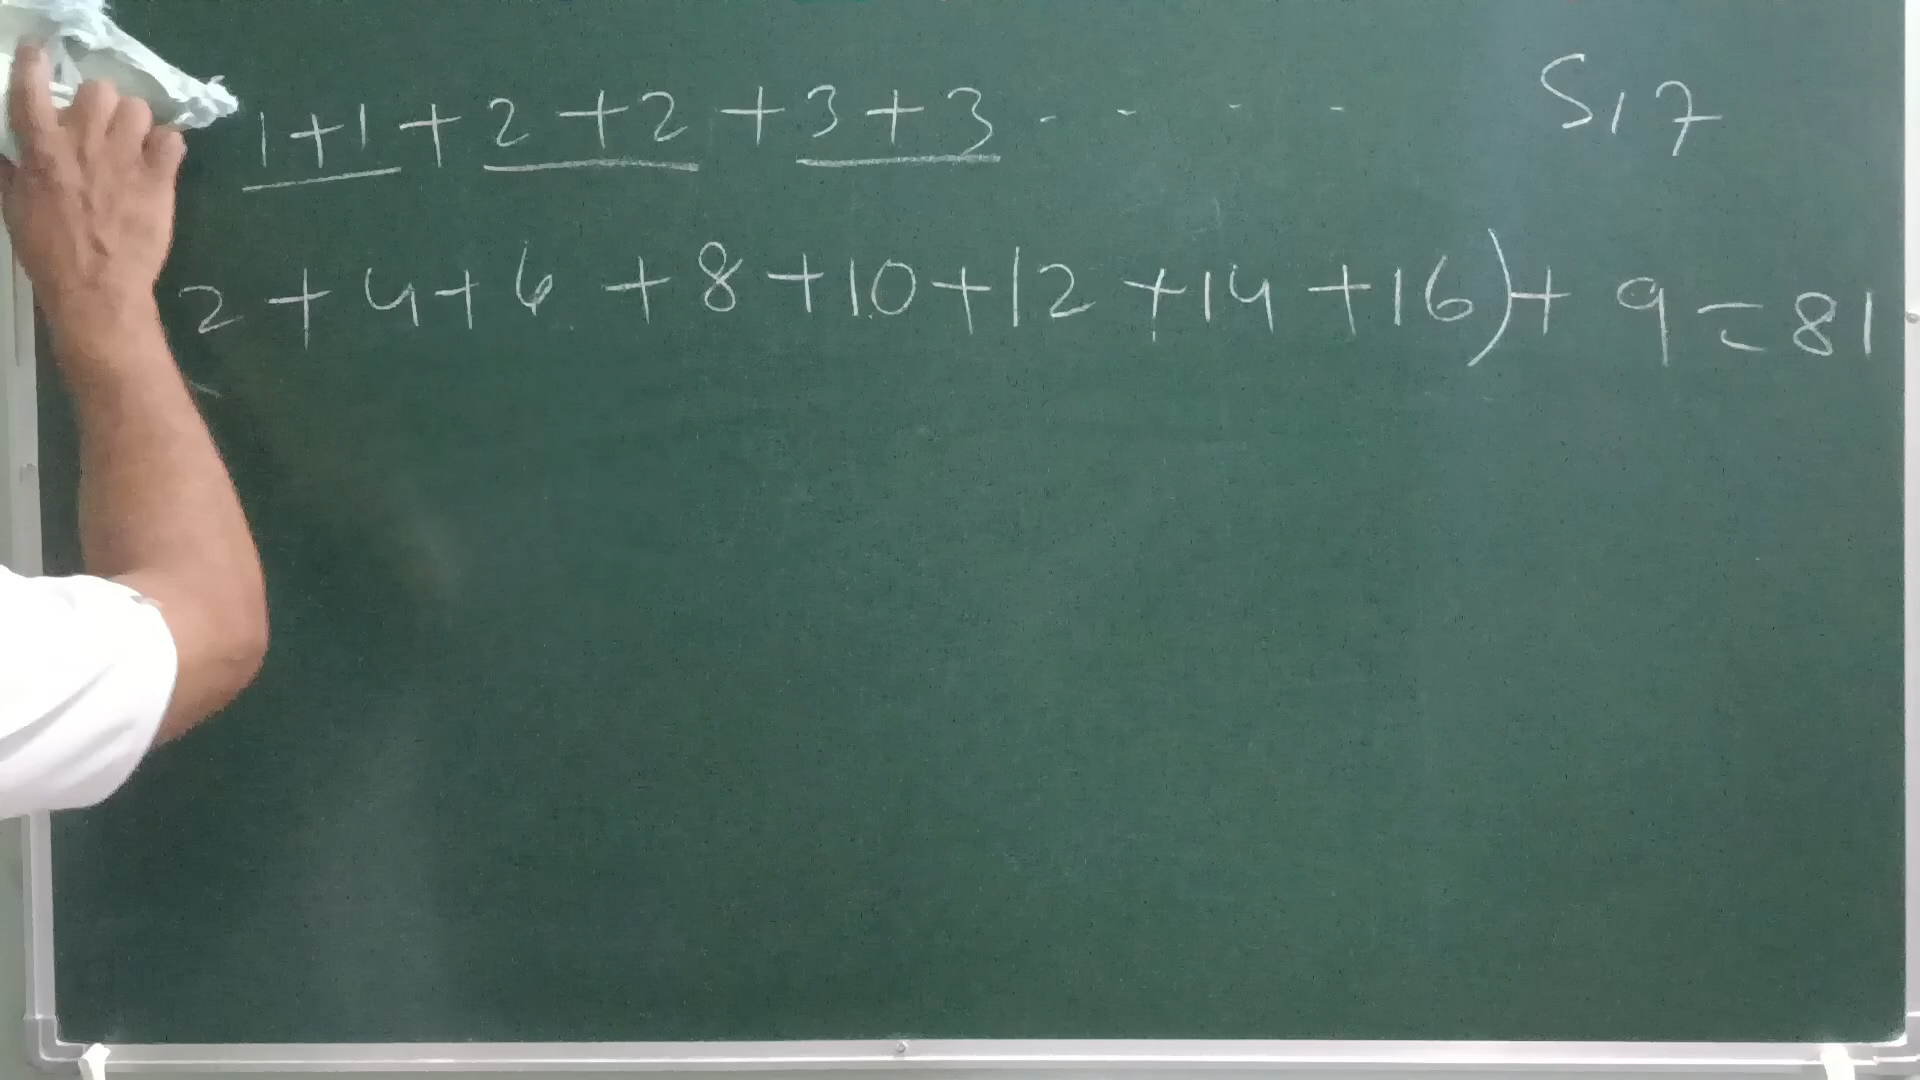 1+1+2+2+3+3 - - - - S17
2+4+6+8+10+12+14+16)+9=81